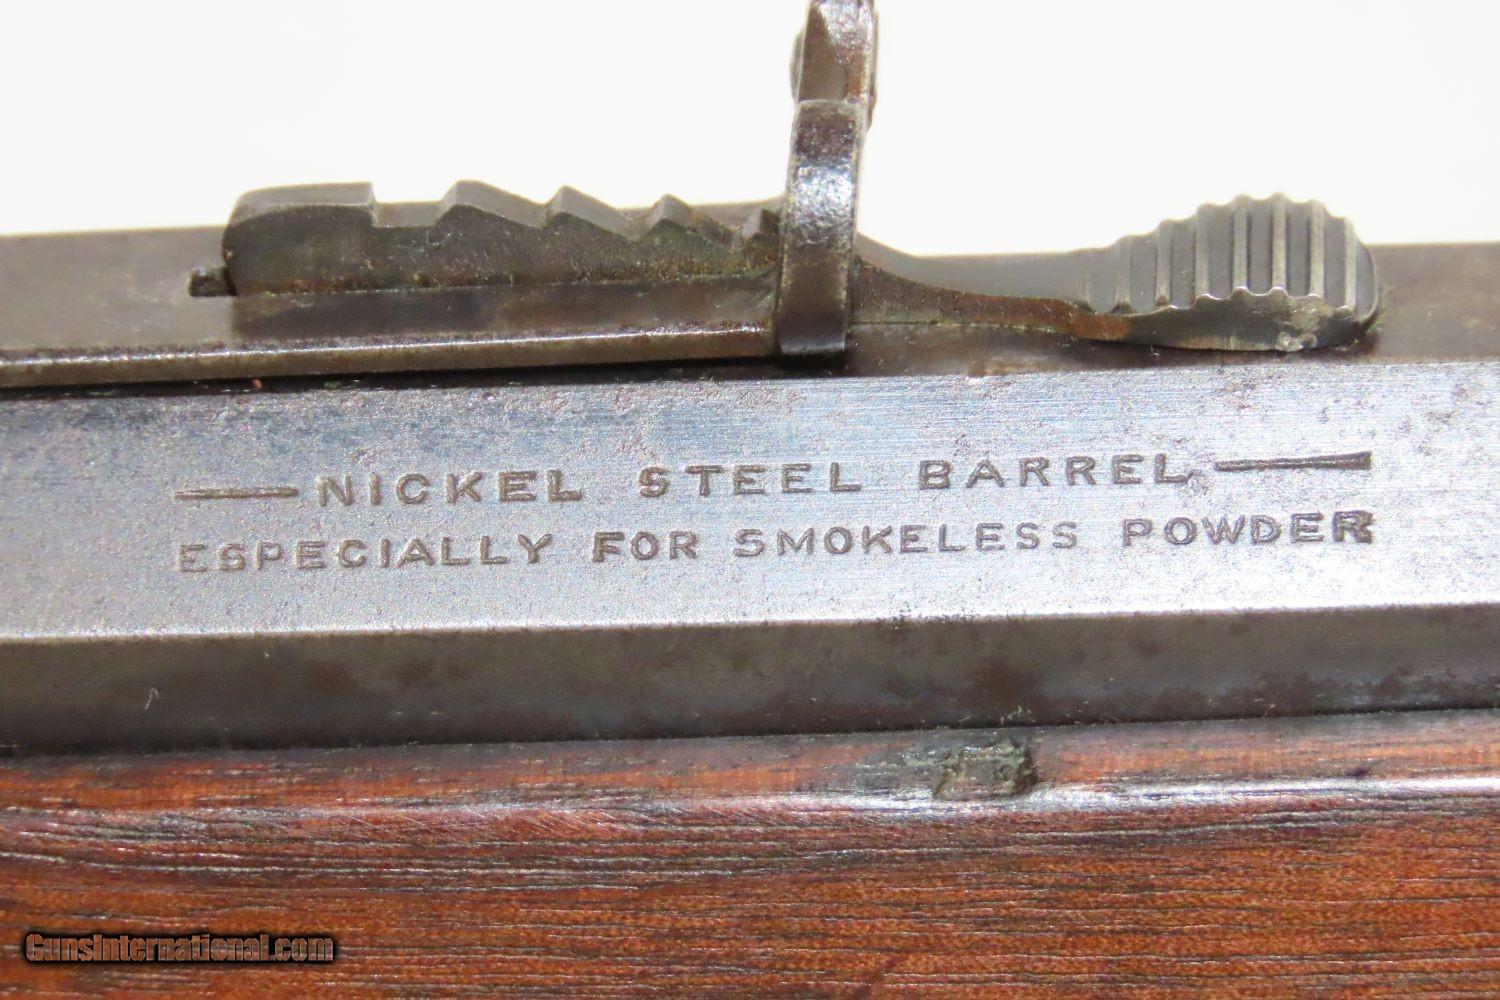 — NICKEL STEEL BARREL —
ESPECIALLY FOR SMOKELESS POWDER
GunsInternational.com